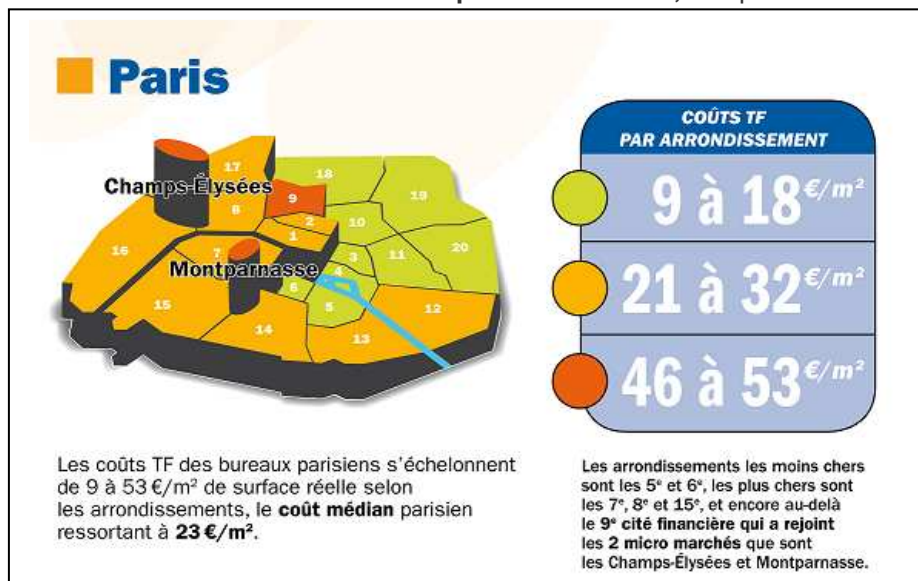 Paris
COÛTS TF
PAR ARRONDISSEMENT
9 à 18 €/m²
21 à 32 €/m²
46 à 53 €/m²
17
18
19
Champs-Élysées
9
8
2
10
1
3
11
20
16
7
Montparnasse
4
6
5
12
15
14
13
Les coûts TF des bureaux parisiens s'échelonnent
de 9 à 53 €/m² de surface réelle selon
les arrondissements, le coût médian parisien
ressortant à 23 €/m².
Les arrondissements les moins chers
sont les 5ᵉ et 6ᵉ, les plus chers sont
les 7ᵉ, 8ᵉ et 15ᵉ, et encore au-delà
le 9ᵉ cité financière qui a rejoint
les 2 micro marchés que sont
les Champs-Élysées et Montparnasse.